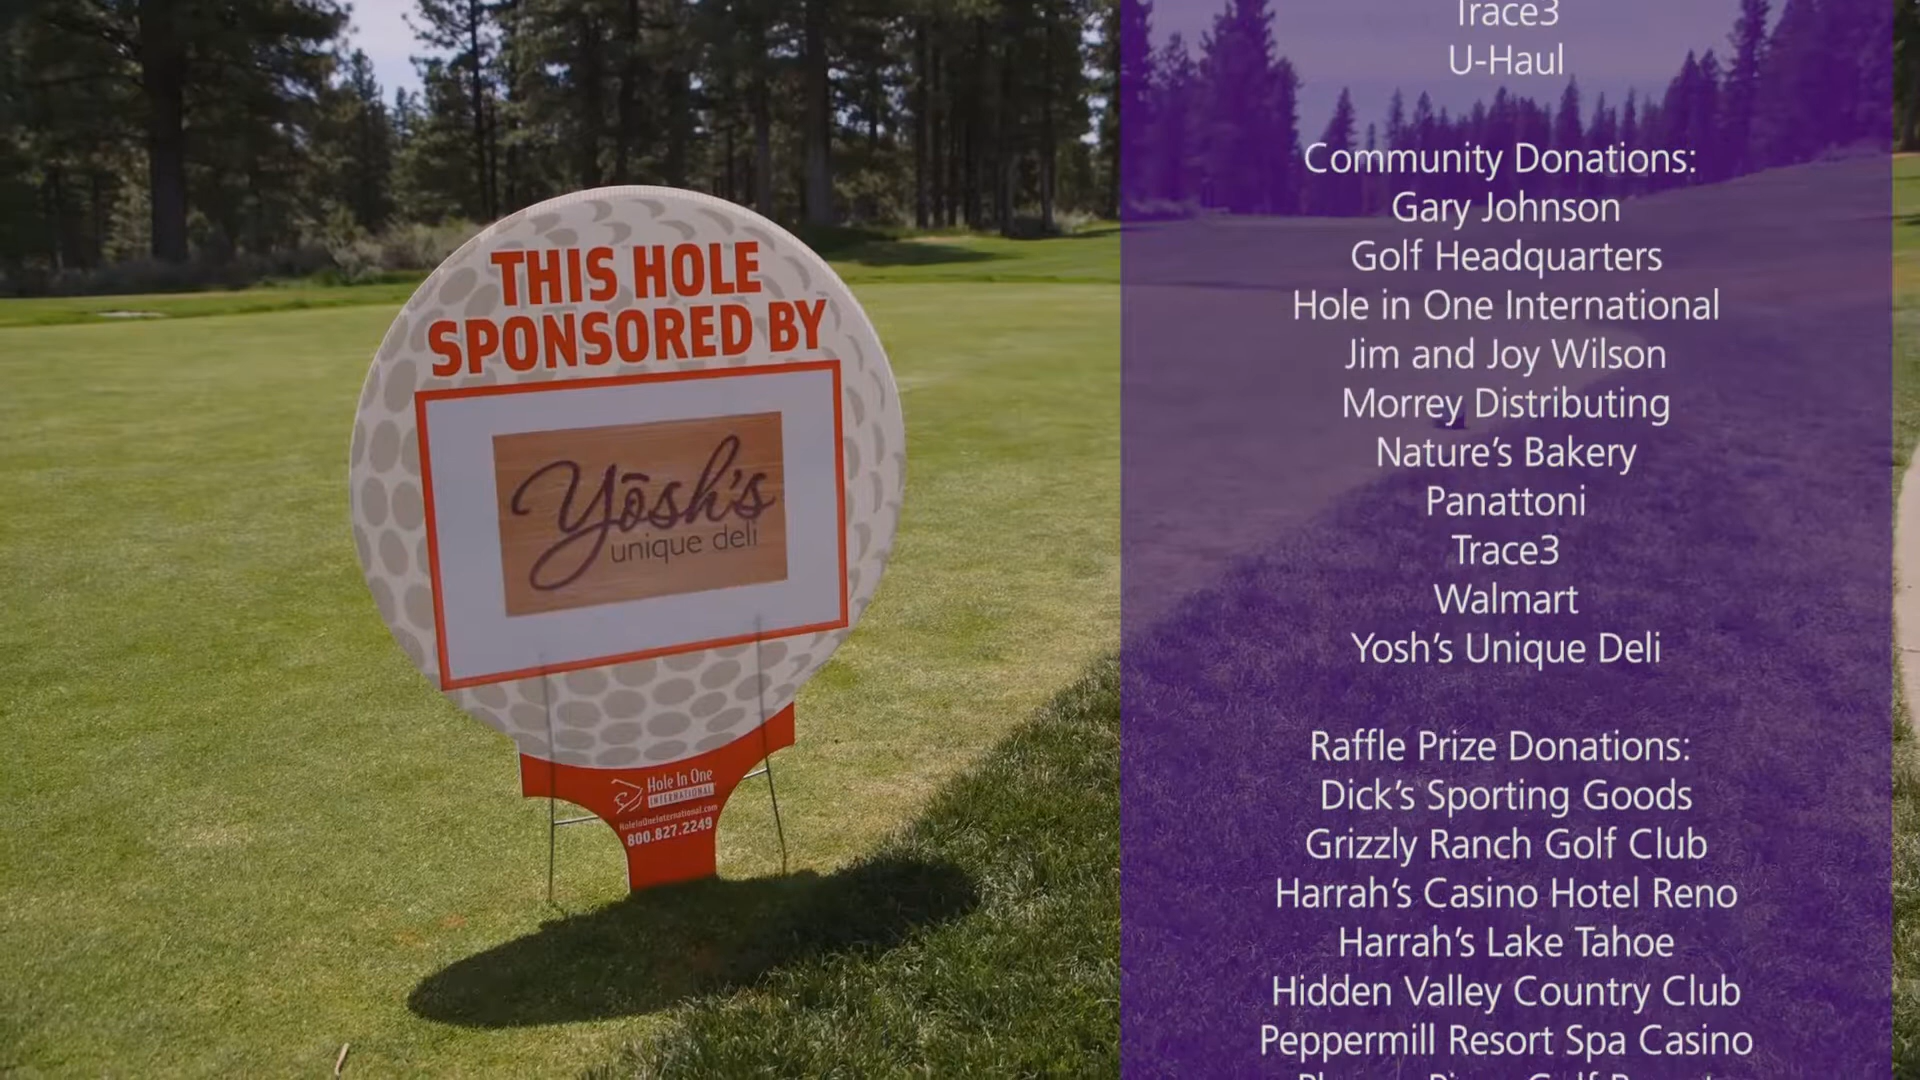 THIS HOLE
SPONSORED BY
Yōsh's
unique deli
Hole In One
INTERNATIONAL
HoleInOneInternational.com
800.827.2249
Trace3
U-Haul
Community Donations:
Gary Johnson
Golf Headquarters
Hole in One International
Jim and Joy Wilson
Morrey Distributing
Nature’s Bakery
Panattoni
Trace3
Walmart
Yosh’s Unique Deli
Raffle Prize Donations:
Dick’s Sporting Goods
Grizzly Ranch Golf Club
Harrah’s Casino Hotel Reno
Harrah’s Lake Tahoe
Hidden Valley Country Club
Peppermill Resort Spa Casino